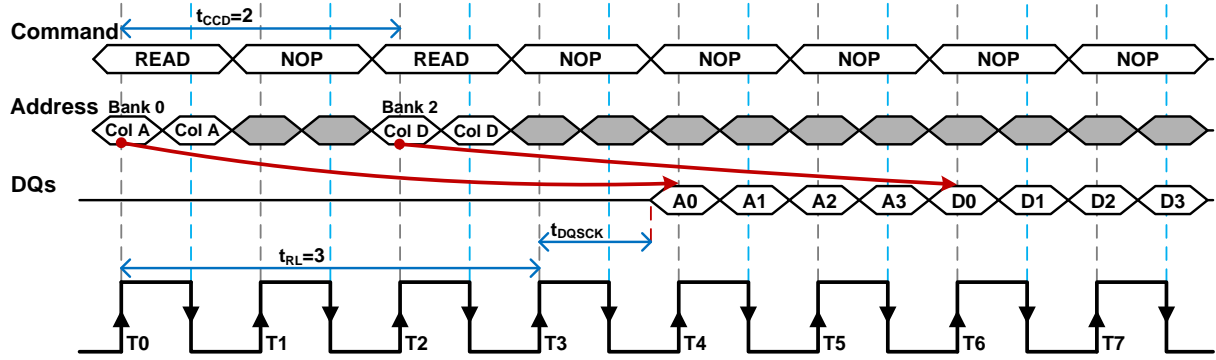 tCCD=2
Command
READ NOP READ NOP NOP NOP NOP
Address
Bank 0 Bank 2
Col A Col A Col D Col D
DQs
A0 A1 A2 A3 D0 D1 D2 D3
tDQSCK
tRL=3
T0 T1 T2 T3 T4 T5 T6 T7